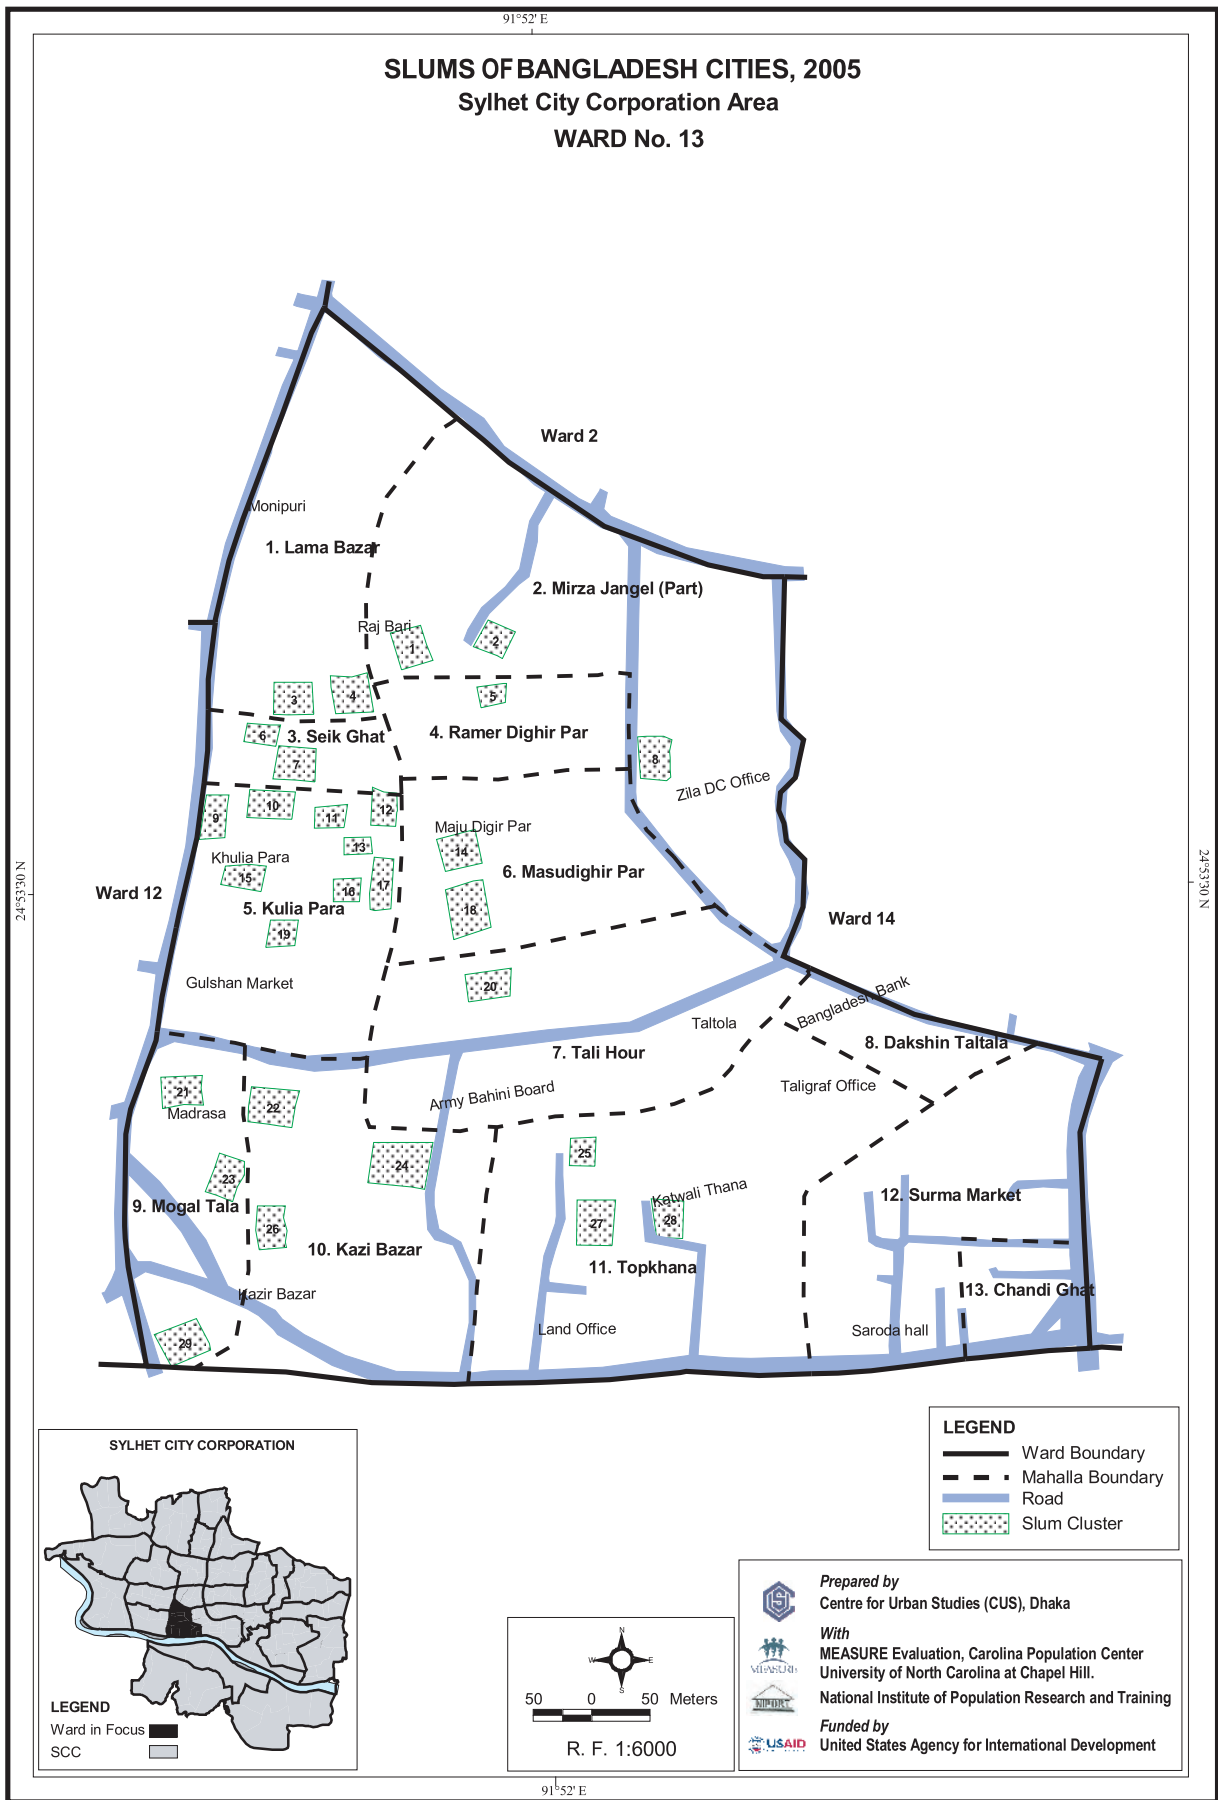 91°52' E
SLUMS OF BANGLADESH CITIES, 2005
Sylhet City Corporation Area
WARD No. 13
Ward 2
Monipuri
1. Lama Bazar
2. Mirza Jangel (Part)
Raj Bari
1
2
3
4
5
6
3. Seik Ghat
4. Ramer Dighir Par
7
8
Zila DC Office
9
10
11
12
Maju Digir Par
13
14
Khulia Para
15
16
17
6. Masudighir Par
Ward 12
24°53'30 N
24°53'30 N
5. Kulia Para
18
Ward 14
19
Gulshan Market
20
Bangladesh Bank
Taltola
7. Tali Hour
8. Dakshin Taltala
Taligraf Office
21
Madrasa
22
Army Bahini Board
23
24
25
9. Mogal Tala
Katwali Thana
12. Surma Market
26
27
28
10. Kazi Bazar
11. Topkhana
Kazir Bazar
13. Chandi Ghat
29
Land Office
Saroda hall
SYLHET CITY CORPORATION
LEGEND
Ward in Focus
SCC
N
W
E
S
50 0 50 Meters
R. F. 1:6000
LEGEND
Ward Boundary
Mahalla Boundary
Road
Slum Cluster
Prepared by
Centre for Urban Studies (CUS), Dhaka
With
MEASURE
MEASURE Evaluation, Carolina Population Center
University of North Carolina at Chapel Hill.
NIPORT
National Institute of Population Research and Training
Funded by
USAID
United States Agency for International Development
91°52' E